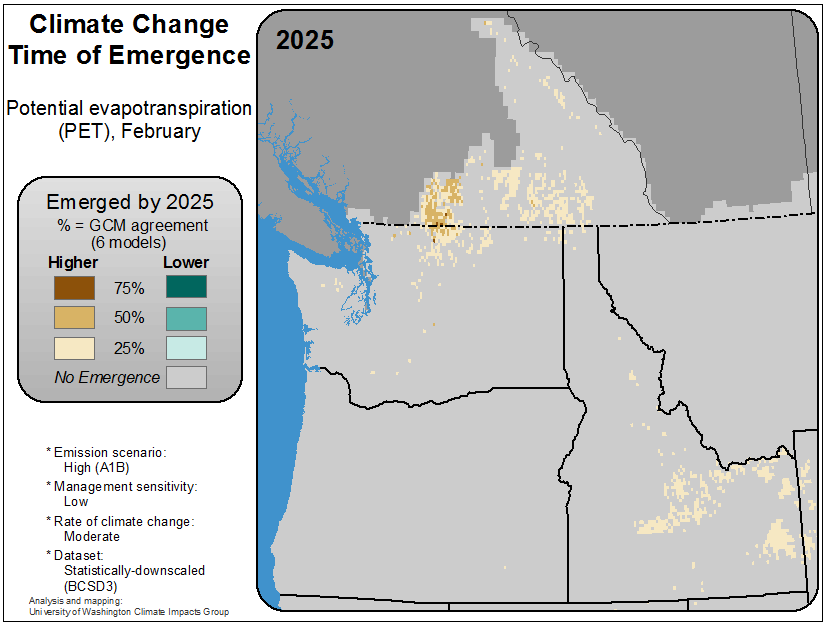 Climate Change
Time of Emergence
Potential evapotranspiration
(PET), February
Emerged by 2025
% = GCM agreement
(6 models)
Higher Lower
75%
50%
25%
No Emergence
* Emission scenario:
High (A1B)
* Management sensitivity:
Low
* Rate of climate change:
Moderate
* Dataset:
Statistically-downscaled
(BCSD3)
Analysis and mapping:
University of Washington Climate Impacts Group
2025